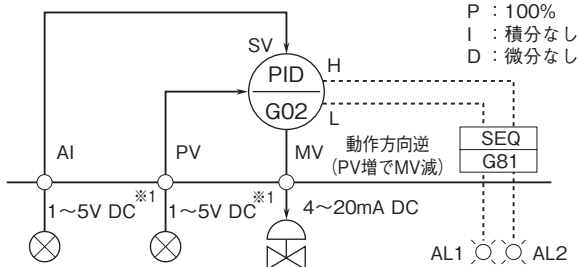 P : 100%
I : 積分なし
D : 微分なし
SV
PID
G02
H
L
AI
PV
MV
動作方向逆
(PV増でMV減)
SEQ
G81
1～5V DC※1
1～5V DC※1
4～20mA DC
AL1
AL2